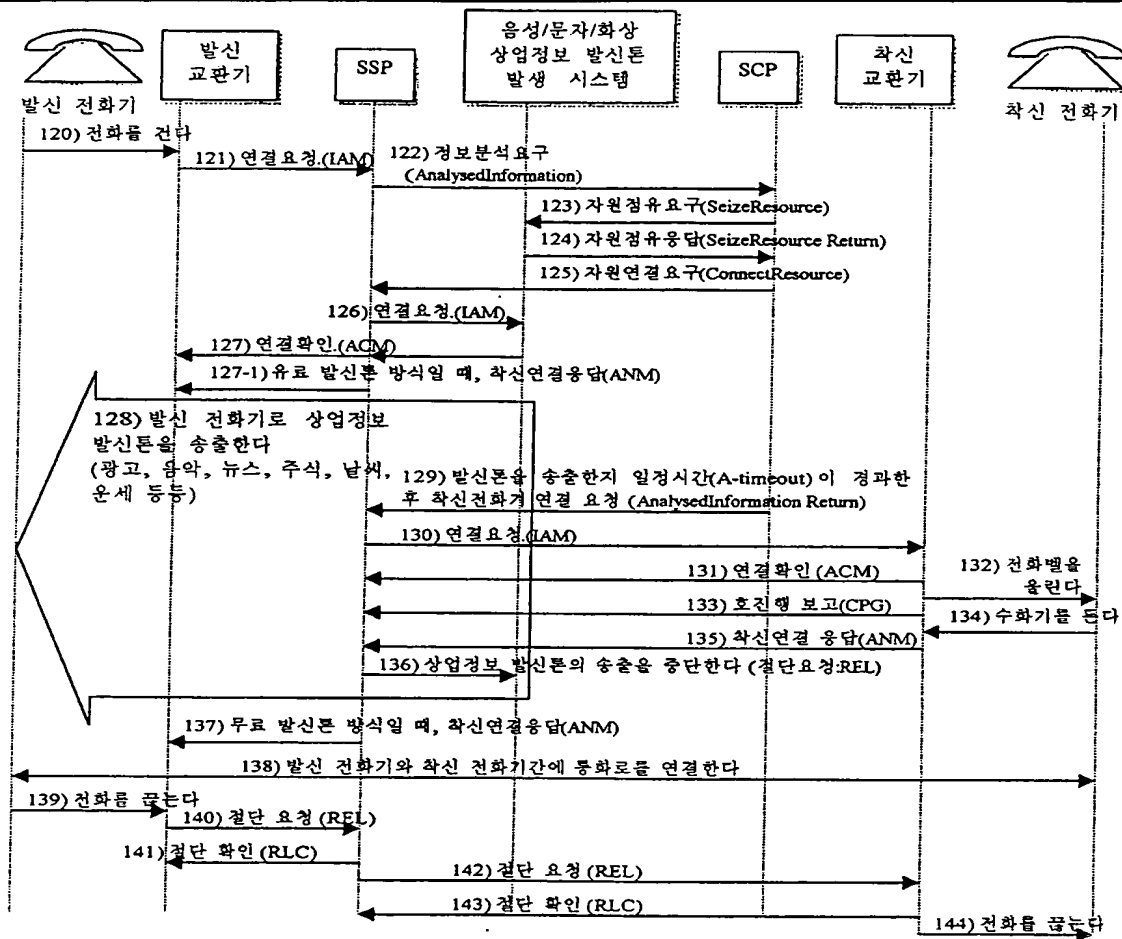 음성/문자/화상
상업정보 발신톤
발생 시스템
발신
교환기
SSP
SCP
착신
교환기
발신 전화기
착신 전화기
120) 전화를 건다
121) 연결요청.(IAM)
122) 정보분석요구
(AnalysedInformation)
123) 자원점유요구(SeizeResource)
124) 자원점유응답(SeizeResource Return)
125) 자원연결요구(ConnectResource)
126) 연결요청.(IAM)
127) 연결확인.(ACM)
127-1) 유료 발신톤 방식일 때, 착신연결응답(ANM)
128) 발신 전화기로 상업정보
발신톤을 송출한다
(광고, 음악, 뉴스, 주식, 날씨,
운세 등등)
129) 발신톤을 송출한지 일정시간(A-timeout) 이 경과한
후 착신전화기 연결 요청 (AnalysedInformation Return)
130) 연결요청.(IAM)
131) 연결확인 (ACM)
132) 전화벨을
울린다
133) 호진행 보고(CPG)
134) 수화기를 든다
135) 착신연결 응답(ANM)
136) 상업정보 발신톤의 송출을 중단한다 (절단요청:REL)
137) 무료 발신톤 방식일 때, 착신연결응답(ANM)
138) 발신 전화기와 착신 전화기간에 통화로를 연결한다
139) 전화를 끊는다
140) 절단 요청 (REL)
141) 절단 확인 (RLC)
142) 절단 요청 (REL)
143) 절단 확인 (RLC)
144) 전화를 끊는다